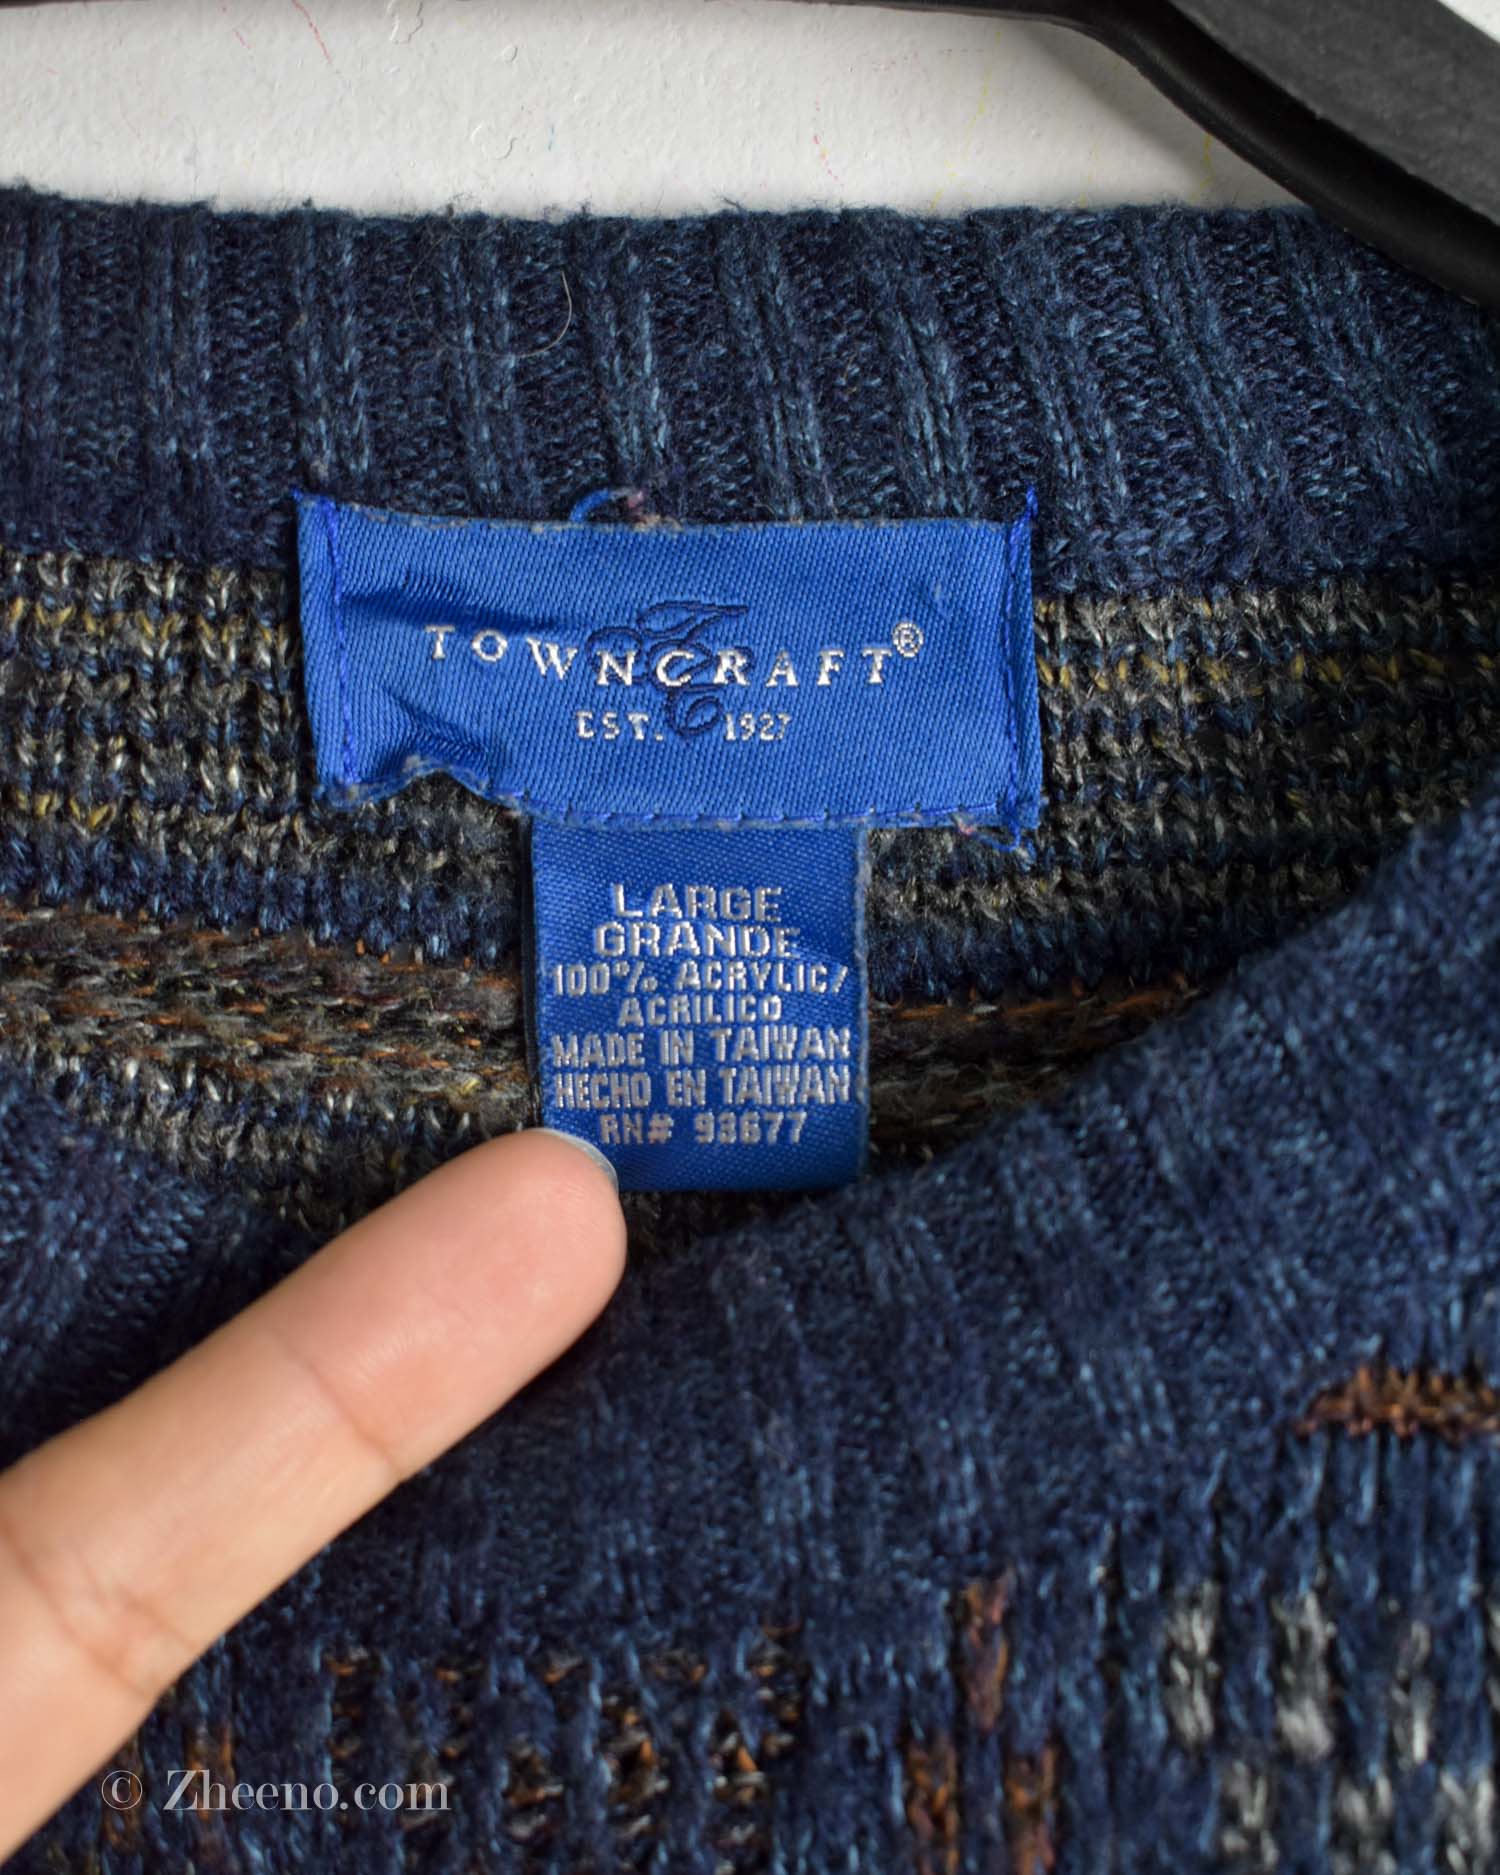 TOWNCRAFT®
EST. 1927
LARGE
GRANDE
100% ACRYLIC/
ACRILICO
MADE IN TAIWAN
HECHO EN TAIWAN
RN# 93677
© Zheeno.com